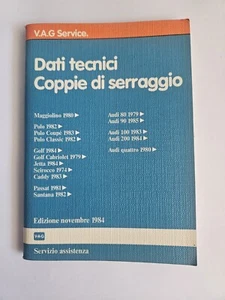 V.A.G Service.
Dati tecnici
Coppie di serraggio
Maggiolino 1980 ►
Polo 1982 ►
Polo Coupé 1983 ►
Polo Classic 1982 ►
Golf 1984 ►
Golf Cabriolet 1979 ►
Jetta 1984 ►
Scirocco 1974 ►
Caddy 1983 ►
Passat 1981 ►
Santana 1982 ►
Audi 80 1979 ►
Audi 90 1985 ►
Audi 100 1983 ►
Audi 200 1984 ►
Audi quattro 1980 ►
Edizione novembre 1984
V.A.G
Servizio assistenza